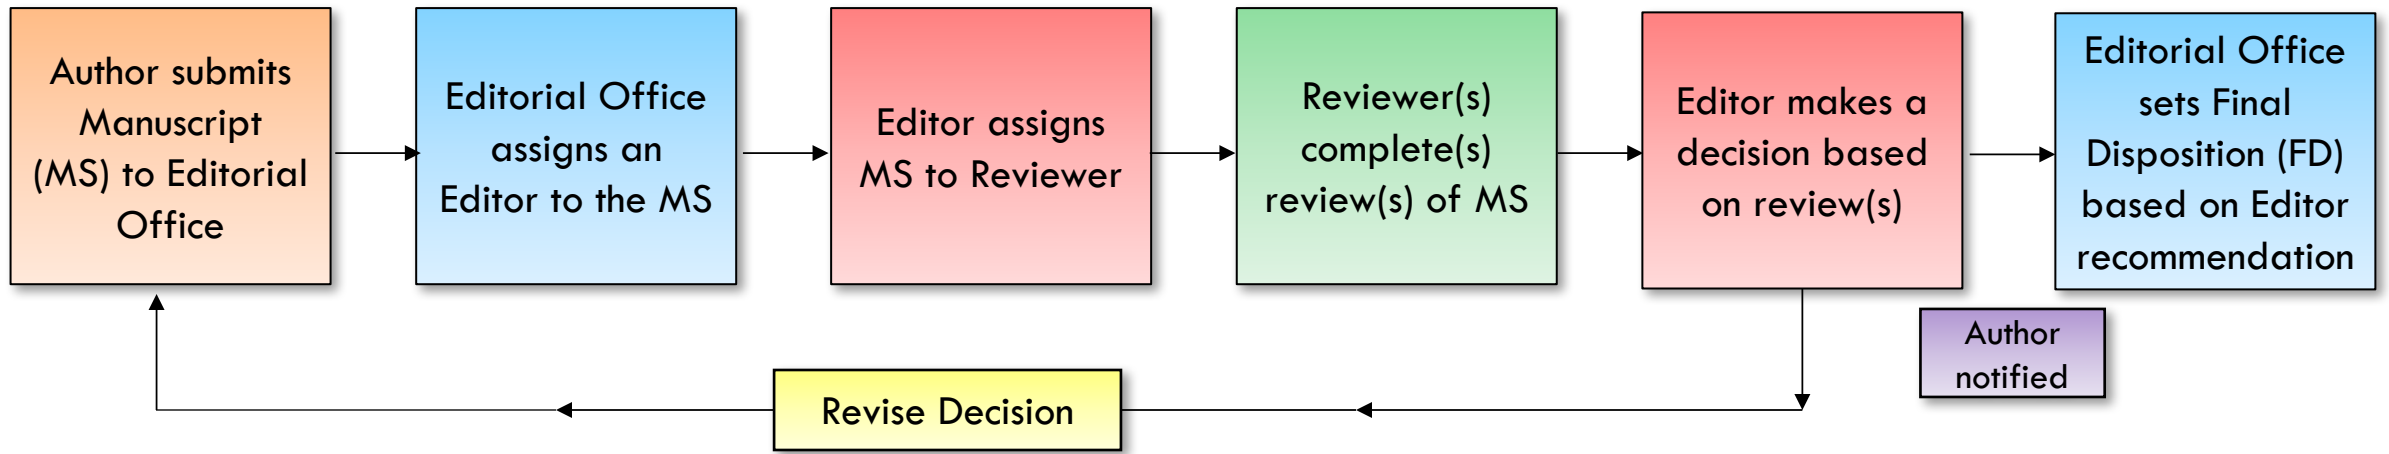 Author submits
Manuscript
(MS) to Editorial
Office
Editorial Office
assigns an
Editor to the MS
Editor assigns
MS to Reviewer
Reviewer(s)
complete(s)
review(s) of MS
Editor makes a
decision based
on review(s)
Editorial Office
sets Final
Disposition (FD)
based on Editor
recommendation
Author
notified
Revise Decision